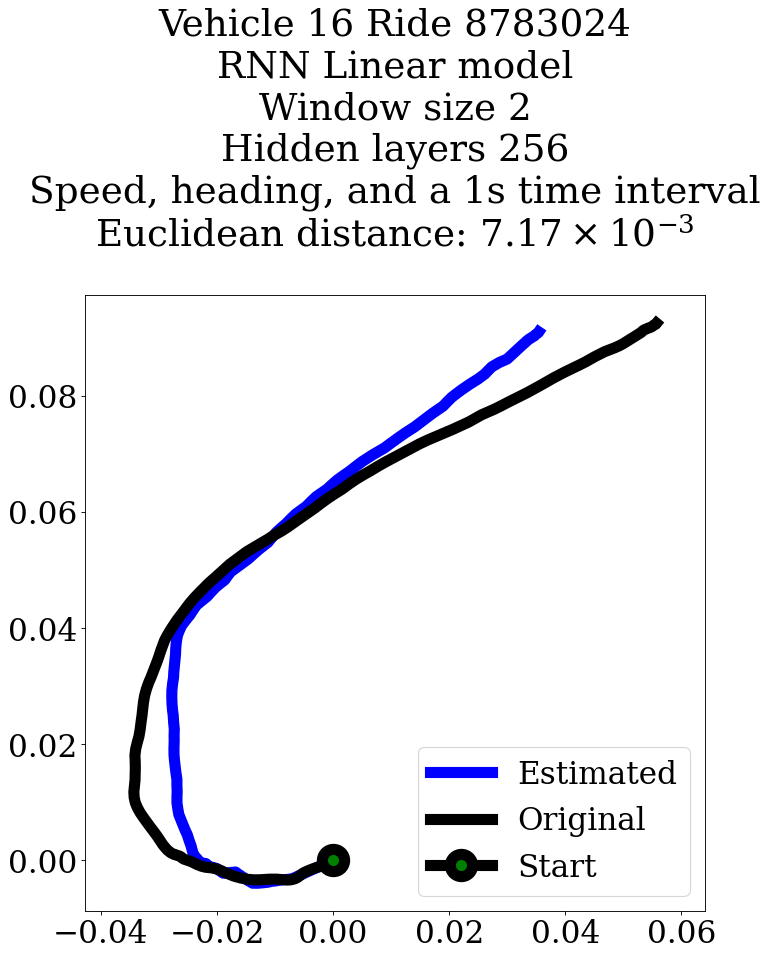 Vehicle 16 Ride 8783024
RNN Linear model
Window size 2
Hidden layers 256
Speed, heading, and a 1s time interval
Euclidean distance: 7.17 × 10⁻³
0.08
0.06
0.04
0.02
0.00
Estimated
Original
Start
−0.04 −0.02 0.00 0.02 0.04 0.06